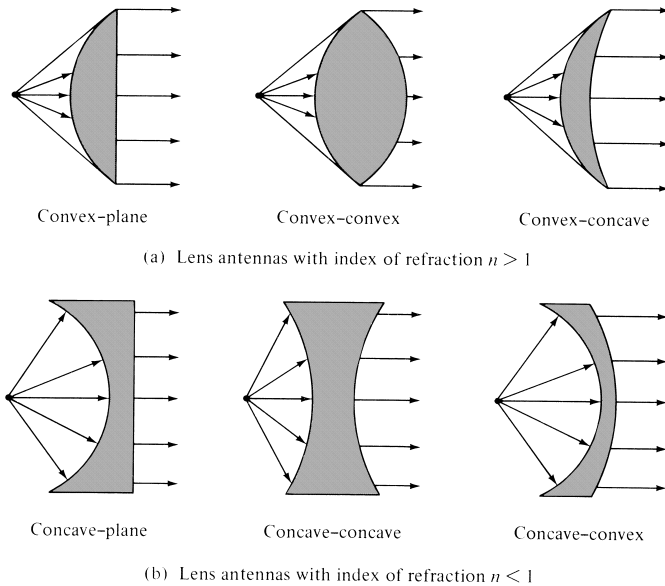 Convex–plane
Convex–convex
Convex–concave
(a) Lens antennas with index of refraction n > 1
Concave–plane
Concave–concave
Concave–convex
(b) Lens antennas with index of refraction n < 1